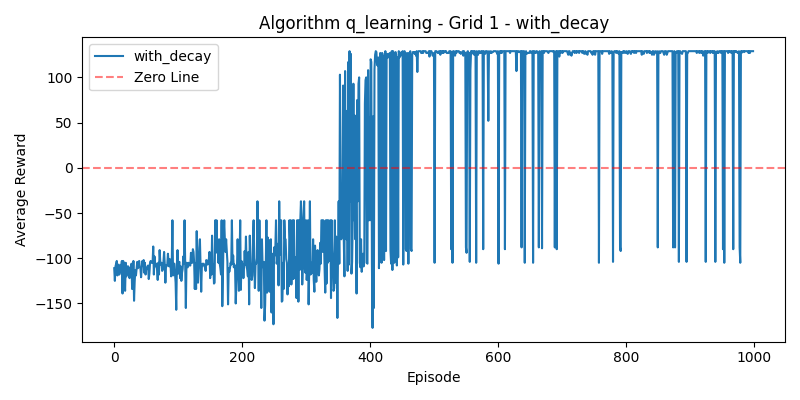 Algorithm q_learning - Grid 1 - with_decay
with_decay
Zero Line
Average Reward
100
50
0
−50
−100
−150
0
200
400
600
800
1000
Episode